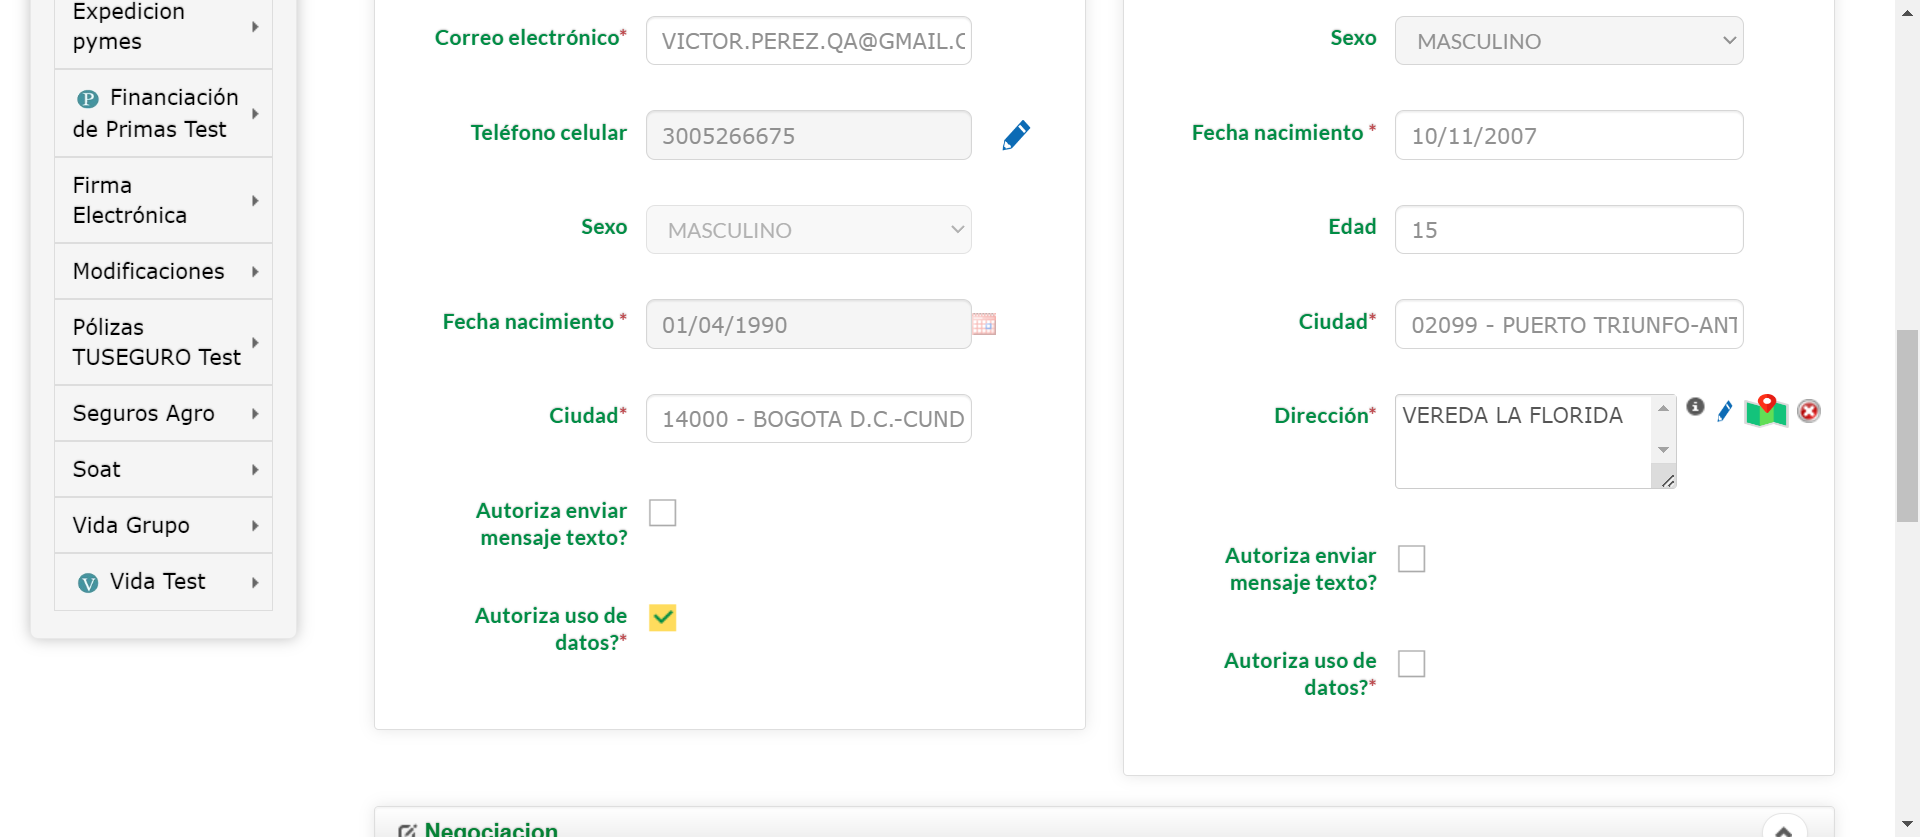 Expedicion
pymes
Financiación
de Primas Test
Firma
Electrónica
Modificaciones
Pólizas
TUSEGURO Test
Seguros Agro
Soat
Vida Grupo
Vida Test
Correo electrónico*
VICTOR.PEREZ.QA@GMAIL.C
Teléfono celular
3005266675
Sexo
MASCULINO
Fecha nacimiento *
01/04/1990
Ciudad*
14000 - BOGOTA D.C.-CUND
Autoriza enviar
mensaje texto?
Autoriza uso de
datos?*
Sexo
MASCULINO
Fecha nacimiento *
10/11/2007
Edad
15
Ciudad*
02099 - PUERTO TRIUNFO-ANT
Dirección*
VEREDA LA FLORIDA
Autoriza enviar
mensaje texto?
Autoriza uso de
datos?*
Negociacion